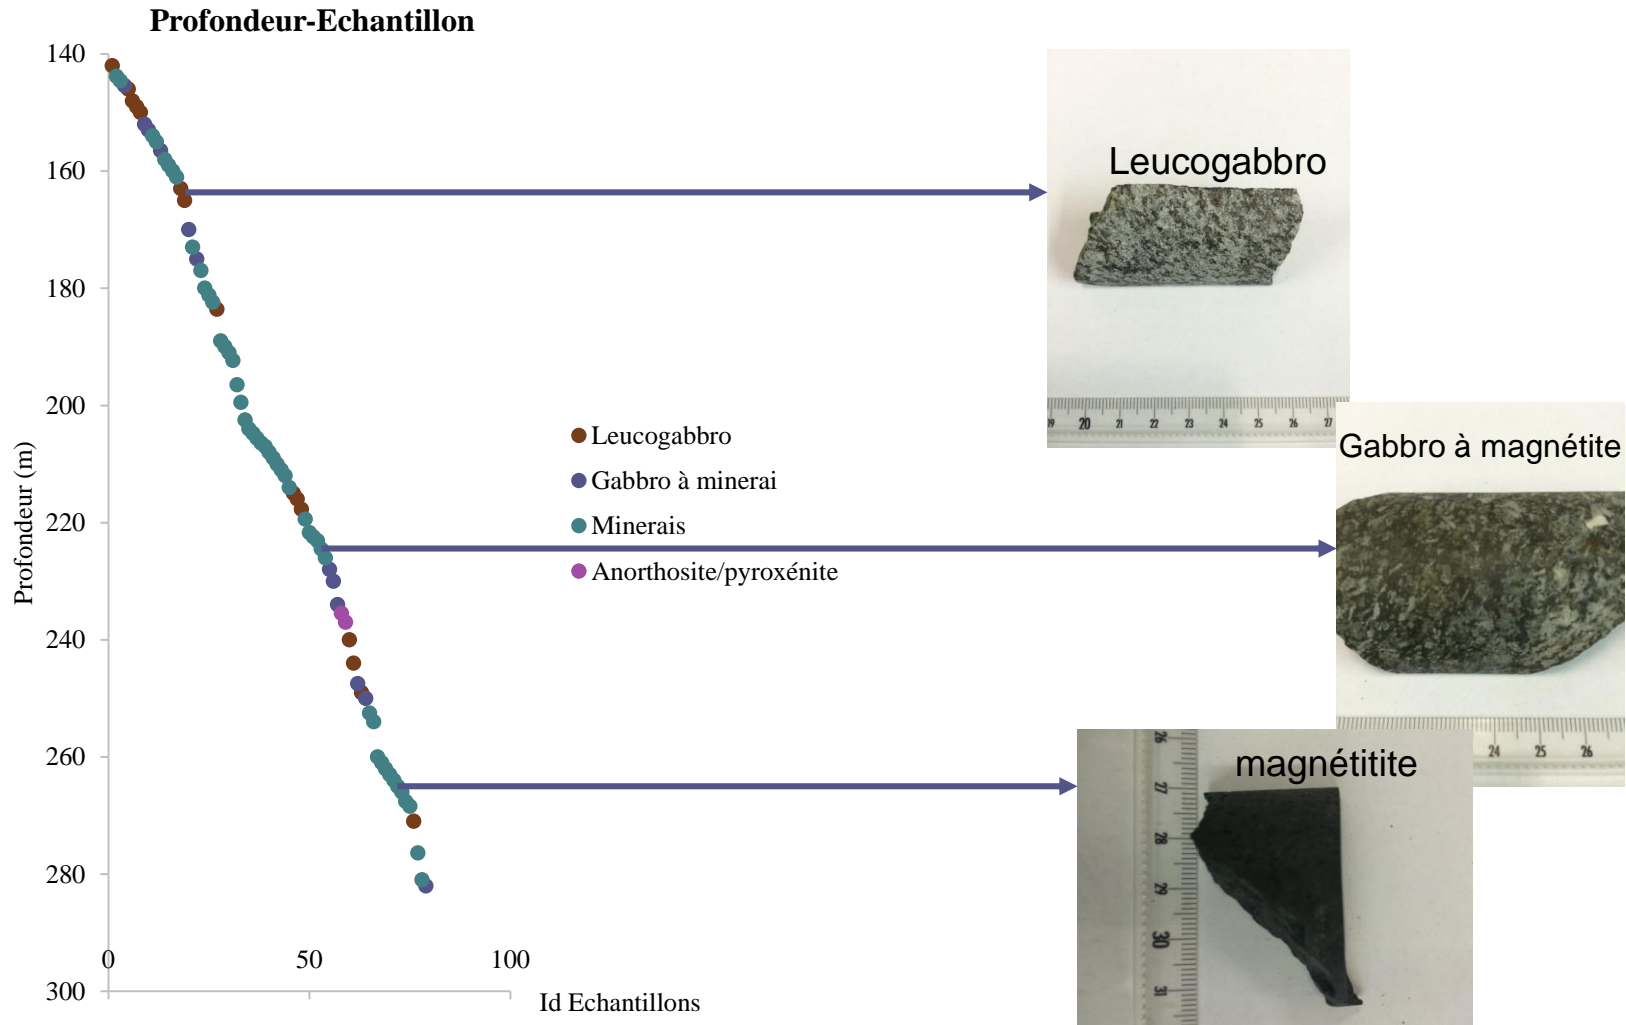 Profondeur-Echantillon
140
160
180
200
220
240
260
280
300
Profondeur (m)
0
50
100
Id Echantillons
Leucogabbro
Gabbro à minerai
Minerais
Anorthosite/pyroxénite
Leucogabbro
20 21 22 23 24 25 26 27
Gabbro à magnétite
24 25 26
magnétitite
26
27
28
29
30
31